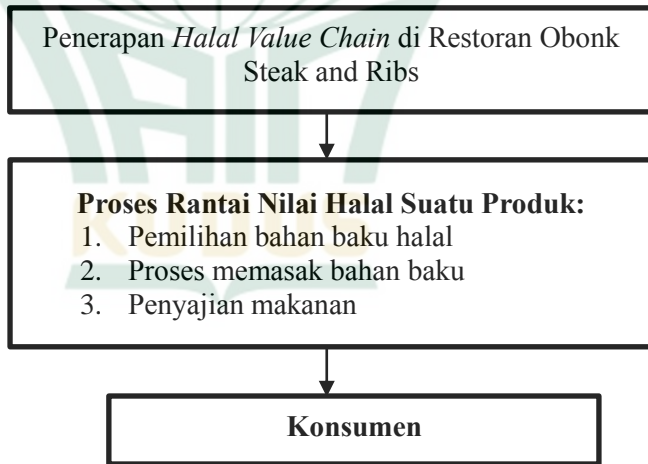 Penerapan Halal Value Chain di Restoran Obonk
Steak and Ribs
Proses Rantai Nilai Halal Suatu Produk:
1. Pemilihan bahan baku halal
2. Proses memasak bahan baku
3. Penyajian makanan
KUDUS
Konsumen